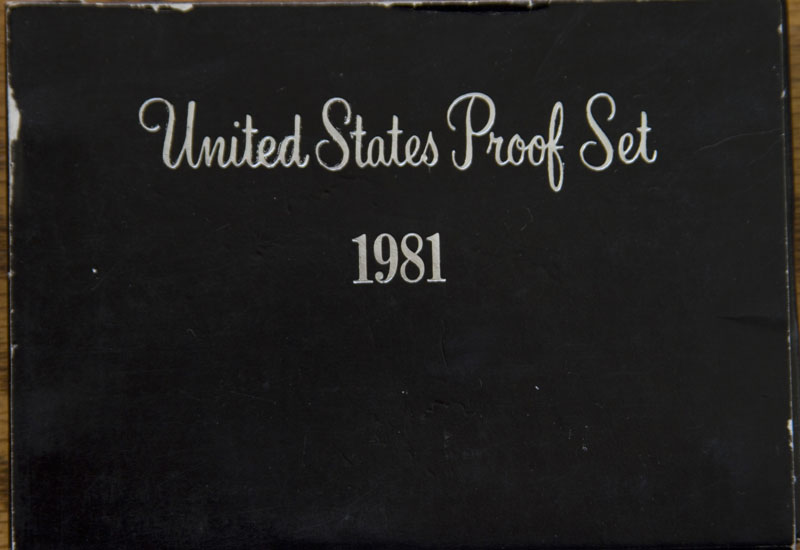 United States Proof Set
1981